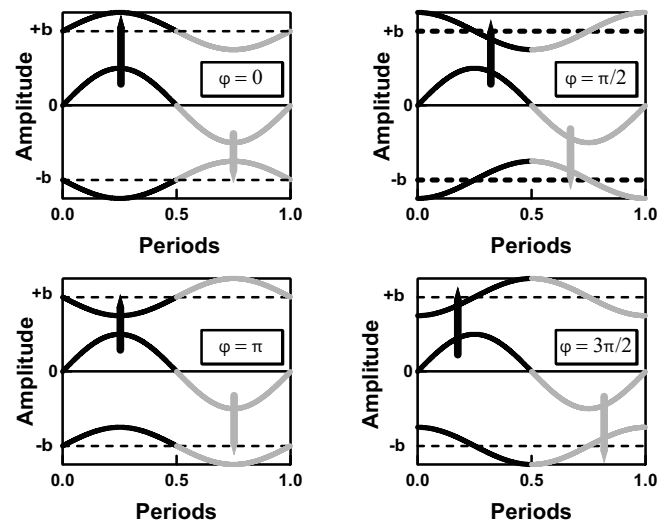 +b
0
-b
Amplitude
φ = 0
0.0 0.5 1.0
Periods
+b
0
-b
Amplitude
φ = π/2
0.0 0.5 1.0
Periods
+b
0
-b
Amplitude
φ = π
0.0 0.5 1.0
Periods
+b
0
-b
Amplitude
φ = 3π/2
0.0 0.5 1.0
Periods